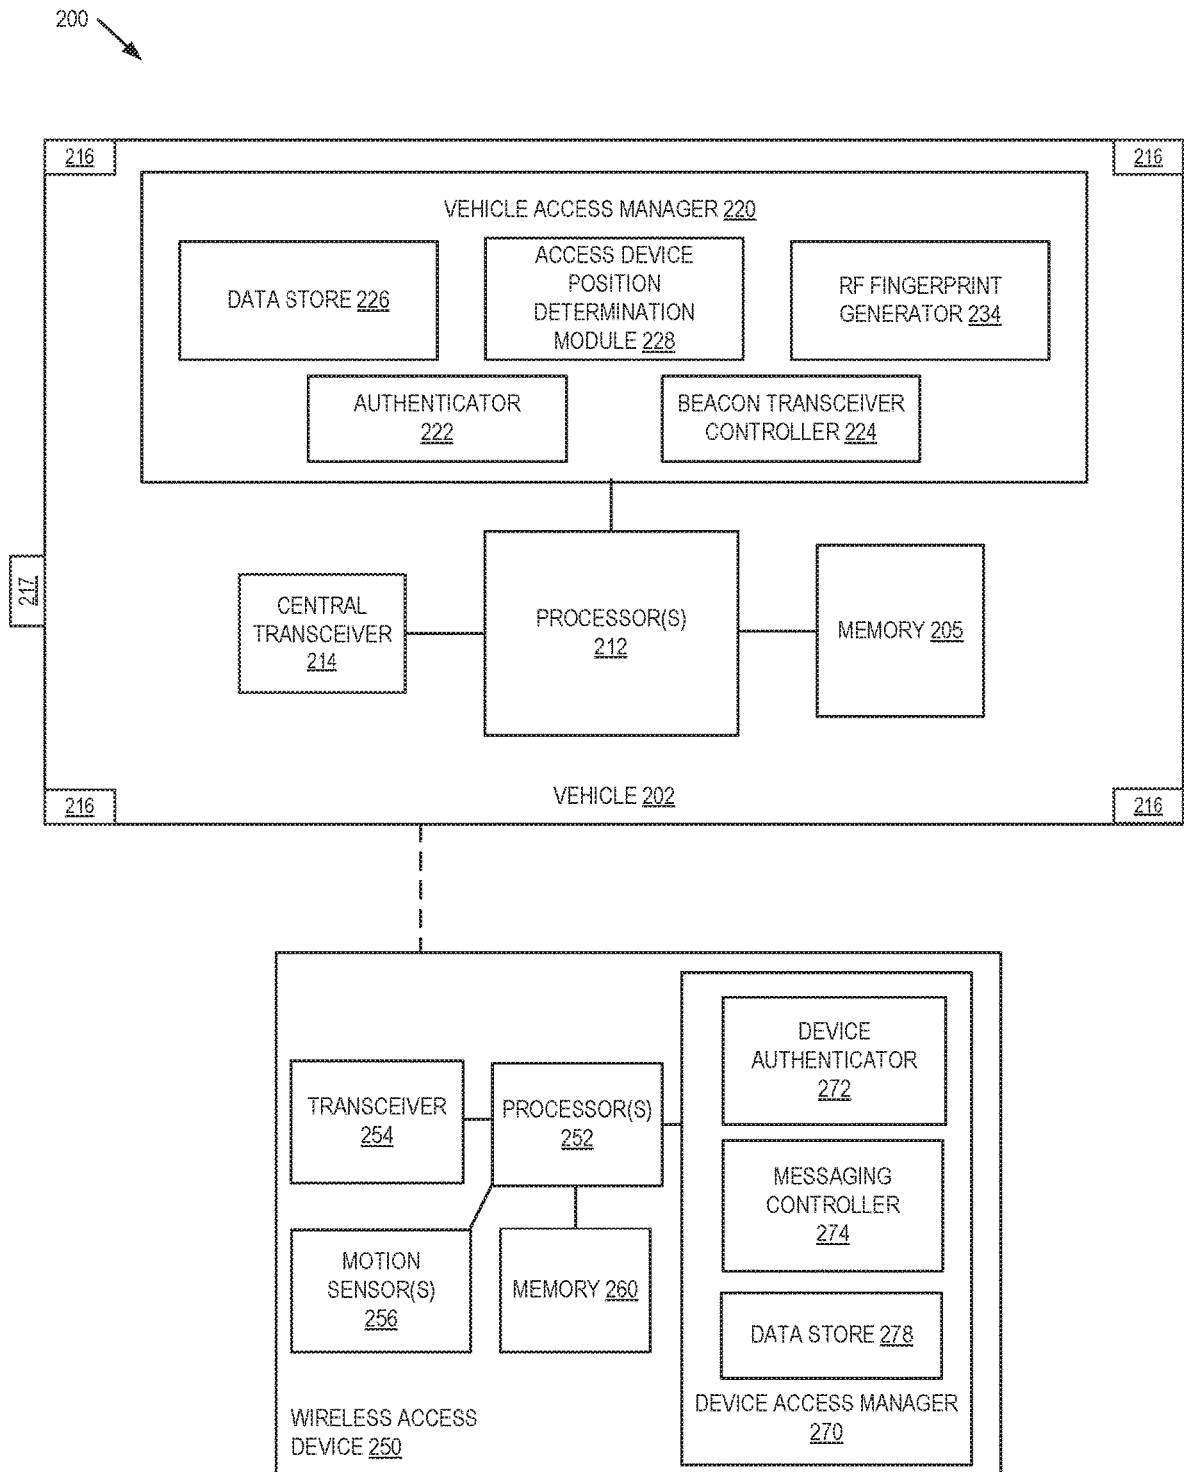 200
216
216
VEHICLE ACCESS MANAGER 220
DATA STORE 226
ACCESS DEVICE
POSITION
DETERMINATION
MODULE 228
RF FINGERPRINT
GENERATOR 234
AUTHENTICATOR
222
BEACON TRANSCEIVER
CONTROLLER 224
217
CENTRAL
TRANSCEIVER
214
PROCESSOR(S)
212
MEMORY 205
216
VEHICLE 202
216
DEVICE
AUTHENTICATOR
272
TRANSCEIVER
254
PROCESSOR(S)
252
MESSAGING
CONTROLLER
274
MOTION
SENSOR(S)
256
MEMORY 260
DATA STORE 278
DEVICE ACCESS MANAGER
270
WIRELESS ACCESS
DEVICE 250